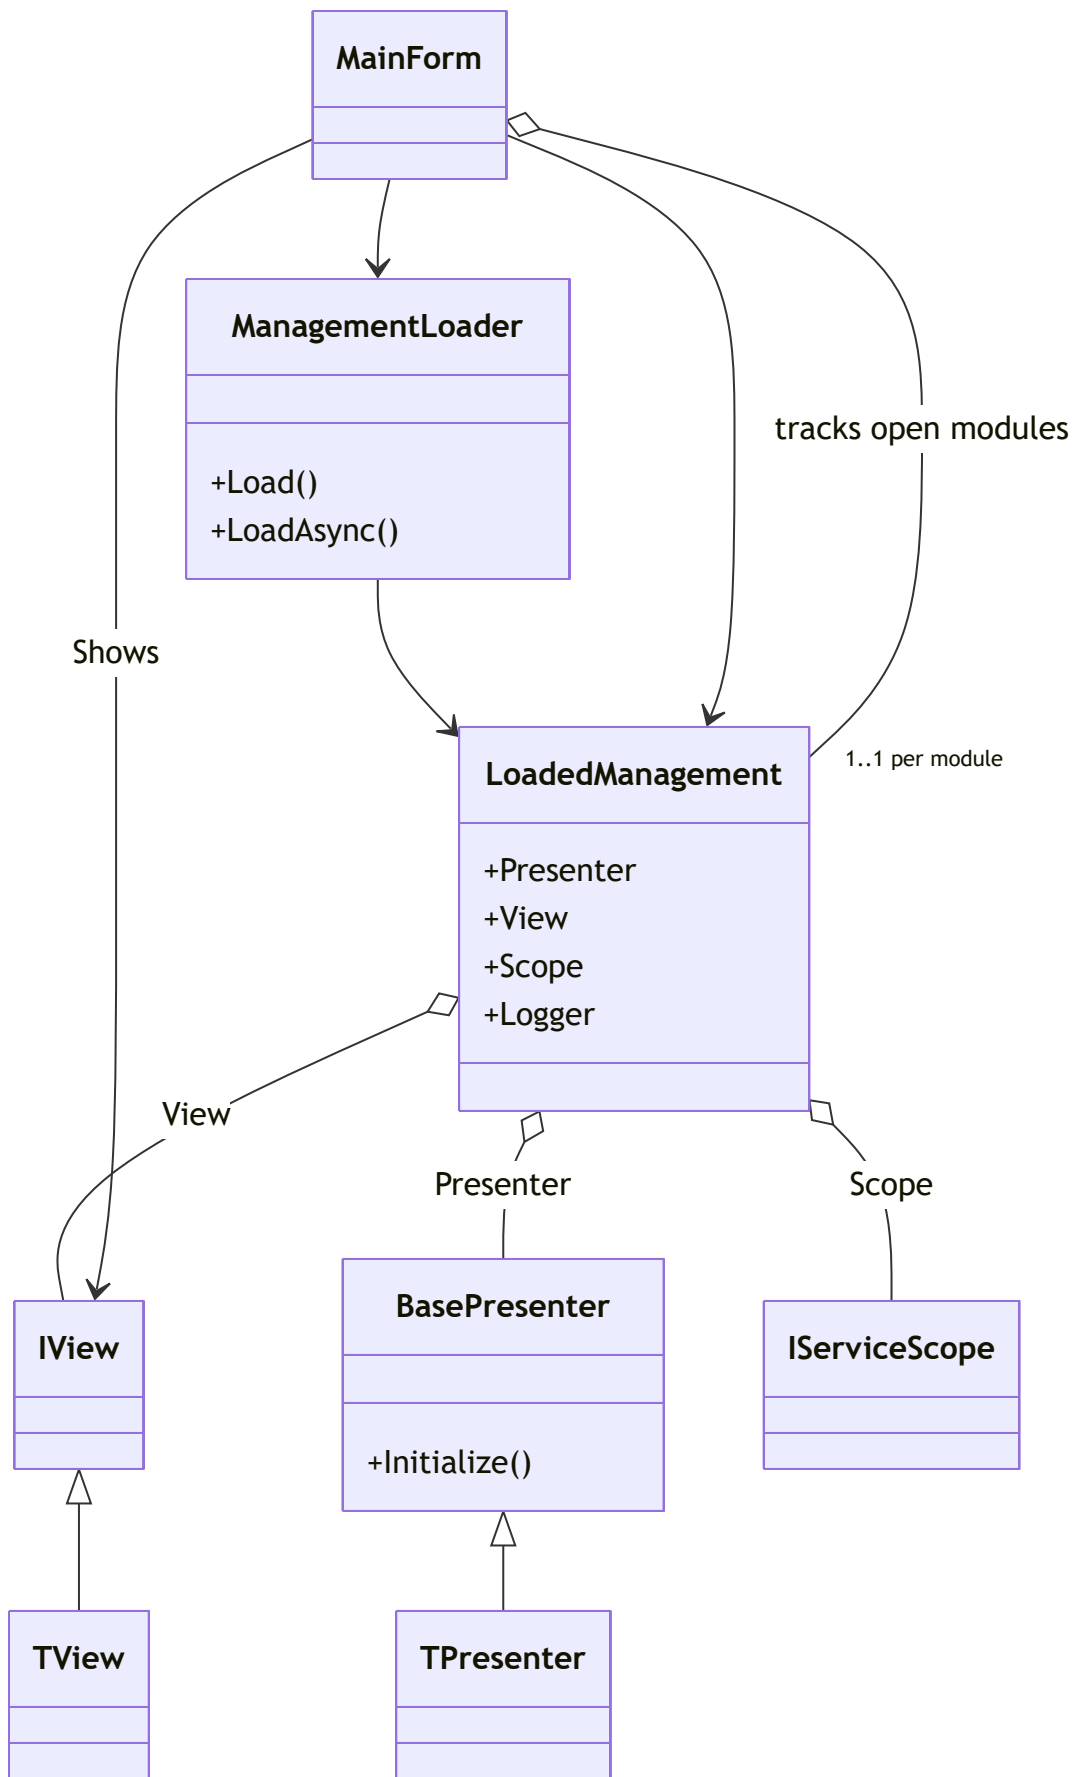 MainForm
ManagementLoader
+Load()
+LoadAsync()
tracks open modules
Shows
1..1 per module
LoadedManagement
+Presenter
+View
+Scope
+Logger
View
Presenter
Scope
IView
BasePresenter
+Initialize()
IServiceScope
TView
TPresenter